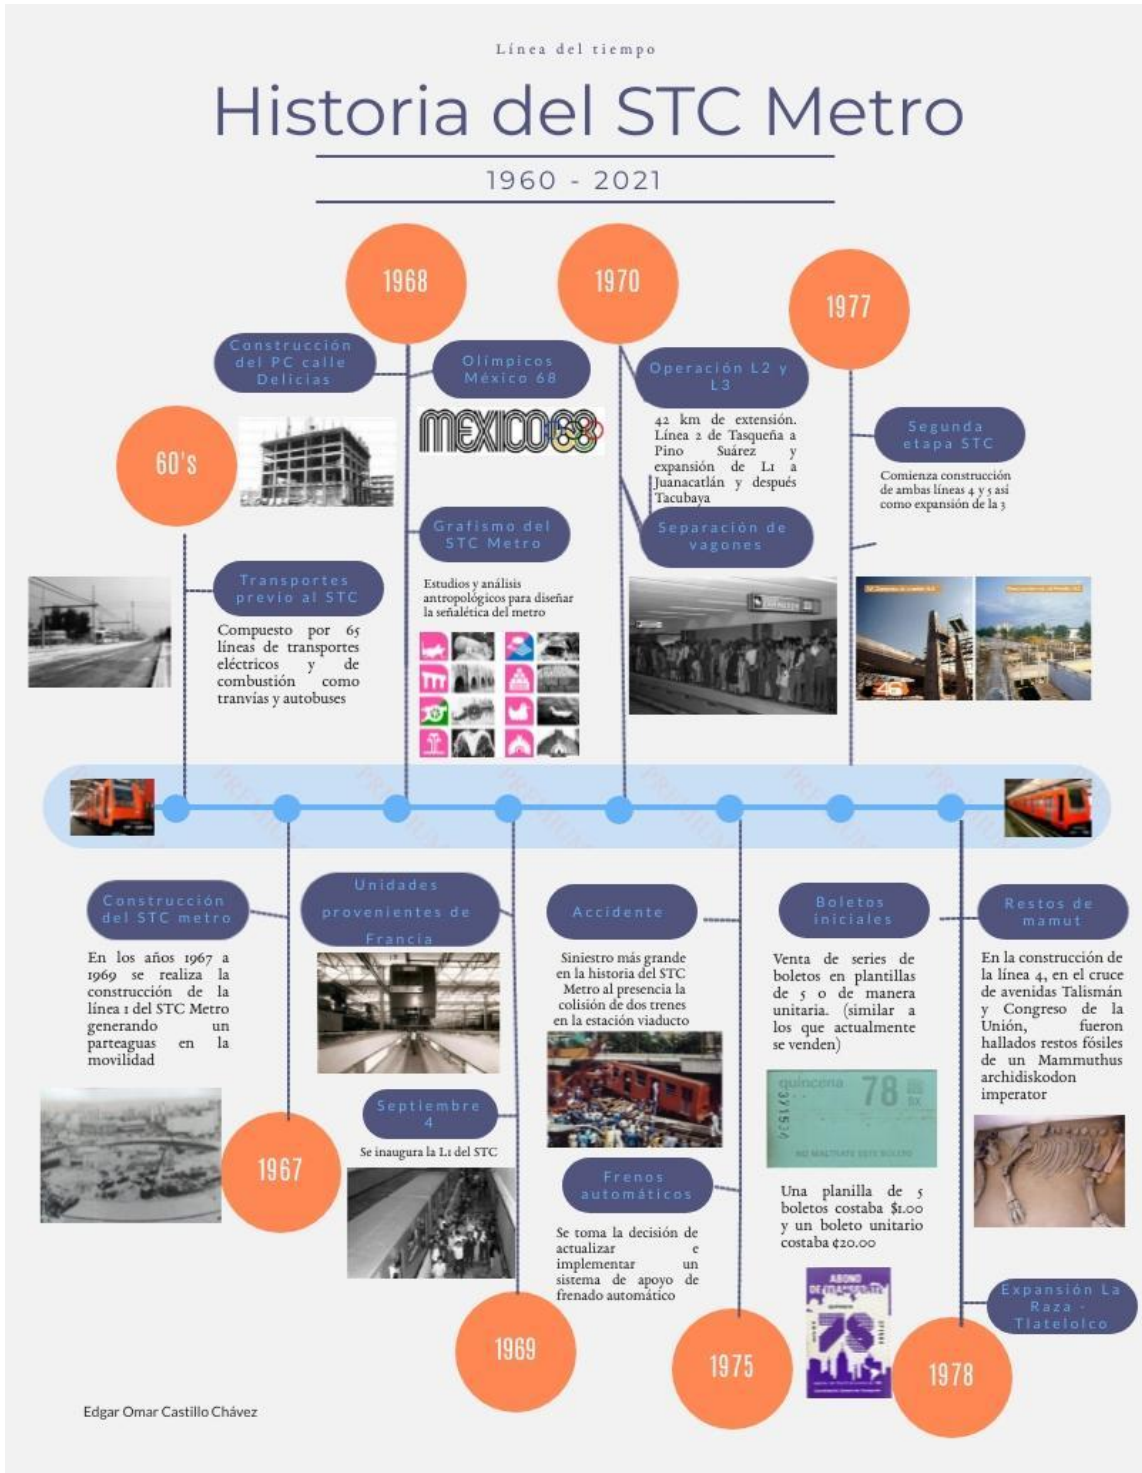 Línea del tiempo
Historia del STC Metro
1960 - 2021
60's
Transportes
previo al STC
Compuesto por 65
líneas de transportes
eléctricos y de
combustión como
tranvías y autobuses
1968
Construcción
del PC calle
Delicias
Olímpicos
México 68
MEXICO68
Grafismo del
STC Metro
Estudios y análisis
antropológicos para diseñar
la señalética del metro
1970
Operación L2 y
L3
42 km de extensión.
Línea 2 de Tasqueña a
Pino Suárez y
expansión de L1 a
Juanacatlán y después
Tacubaya
Separación de
vagones
1977
Segunda
etapa STC
Comienza construcción
de ambas líneas 4 y 5 así
como expansión de la 3
46
PREMIUM
Construcción
del STC metro
En los años 1967 a
1969 se realiza la
construcción de la
línea 1 del STC Metro
generando un
parteaguas en la
movilidad
1967
Unidades
provenientes de
Francia
Septiembre
4
Se inaugura la L1 del STC
1969
Accidente
Siniestro más grande
en la historia del STC
Metro al presencia la
colisión de dos trenes
en la estación viaducto
Frenos
automáticos
Se toma la decisión de
actualizar e
implementar un
sistema de apoyo de
frenado automático
1975
Boletos
iniciales
Venta de series de
boletos en plantillas
de 5 o de manera
unitaria. (similar a
los que actualmente
se venden)
quincena 78
371534
NO MALTRATE ESTE BOLETO
Una planilla de 5
boletos costaba $1.00
y un boleto unitario
costaba ¢20.00
ABONO
DE TRANSPORTE
78
Restos de
mamut
En la construcción de
la línea 4, en el cruce
de avenidas Talismán
y Congreso de la
Unión, fueron
hallados restos fósiles
de un Mammuthus
archidiskodon
imperator
Expansión La
Raza -
Tlatelolco
1978
Edgar Omar Castillo Chávez